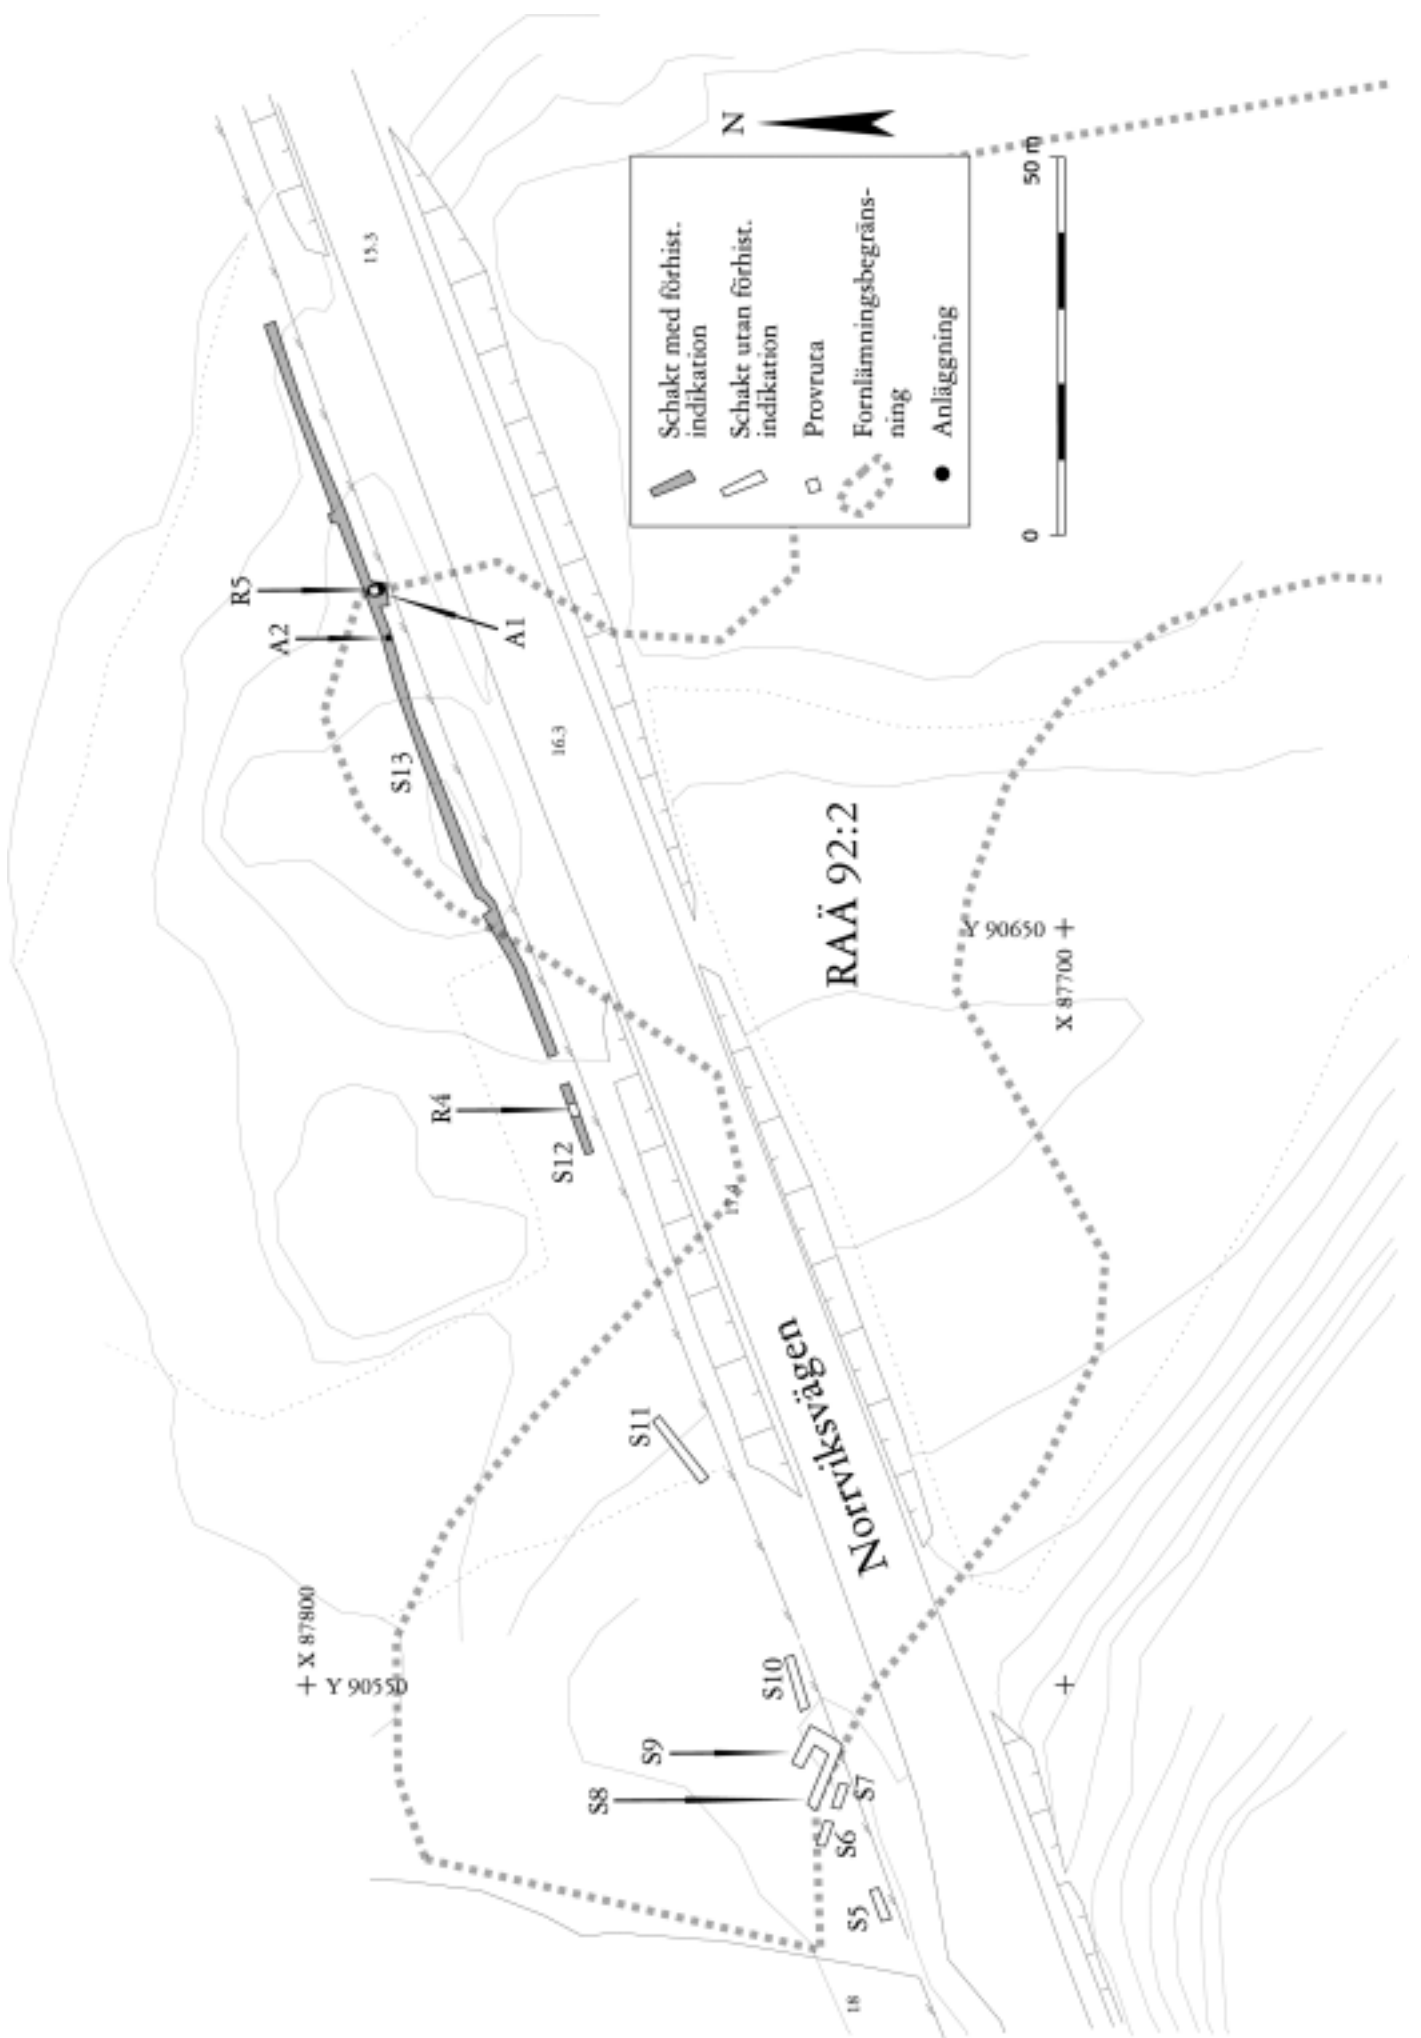 X 87800
Y 90550
S5
S6
S7
S8
S9
S10
S11
S12
R4
S13
A2
R5
A1
18
16.3
15.3
Norrviksvägen
RAÄ 92:2
Y 90650
X 87700
N
Schakt med förhist.
indikation
Schakt utan förhist.
indikation
Provruta
Fornlämningsbegräns-
ning
Anläggning
0
50 m